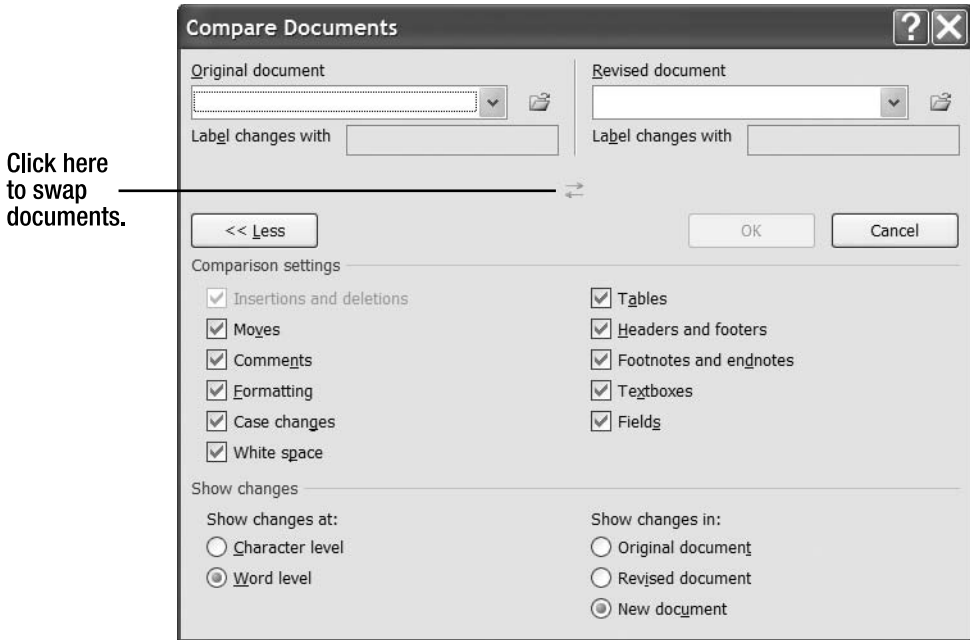 Compare Documents
Original document
Revised document
Label changes with
Label changes with
Click here
to swap
documents.
<< Less
OK
Cancel
Comparison settings
Insertions and deletions
Moves
Comments
Formatting
Case changes
White space
Tables
Headers and footers
Footnotes and endnotes
Textboxes
Fields
Show changes
Show changes at:
Character level
Word level
Show changes in:
Original document
Revised document
New document